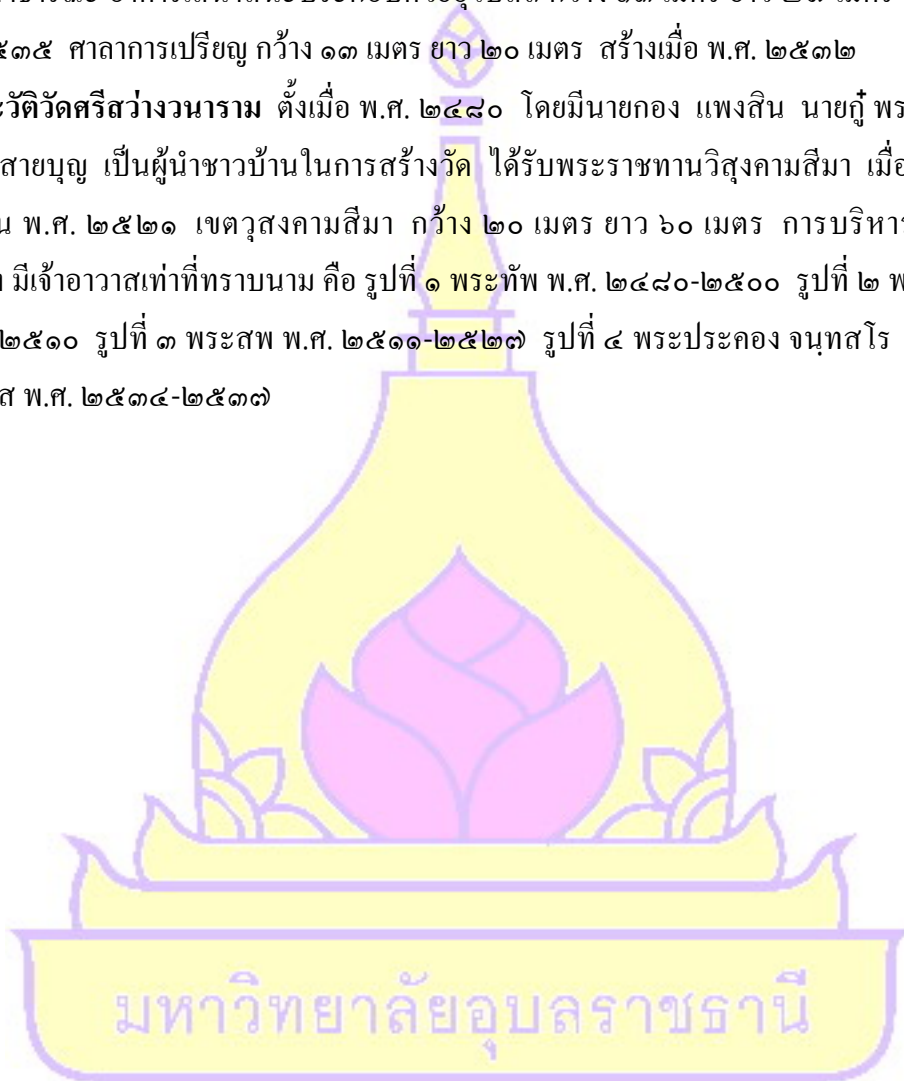 ๕๓๕ ศาลาการเปรียญ กว้าง ๑๓ เมตร ยาว ๒๐ เมตร สร้างเมื่อ พ.ศ. ๒๕๓๒
ะวัติวัดศรีสว่างวนาราม ตั้งเมื่อ พ.ศ. ๒๔๘๐ โดยมีนายกอง แพงสิน นายกู๋ พร
สายบุญ เป็นผู้นำชาวบ้านในการสร้างวัด ได้รับพระราชทานวิสุงคามสีมา เมื่อ
น พ.ศ. ๒๕๒๑ เขตวุสงคามสีมา กว้าง ๒๐ เมตร ยาว ๖๐ เมตร การบริหาร
มีเจ้าอาวาสเท่าที่ทราบนาม คือ รูปที่ ๑ พระทัพ พ.ศ. ๒๔๘๐-๒๕๐๐ รูปที่ ๒ พ
๒๕๑๐ รูปที่ ๓ พระสพ พ.ศ. ๒๕๑๑-๒๕๒๗ รูปที่ ๔ พระประคอง จนฺทสโร
ส พ.ศ. ๒๕๓๔-๒๕๓๗
มหาวิทยาลัยอุบลราชธานี